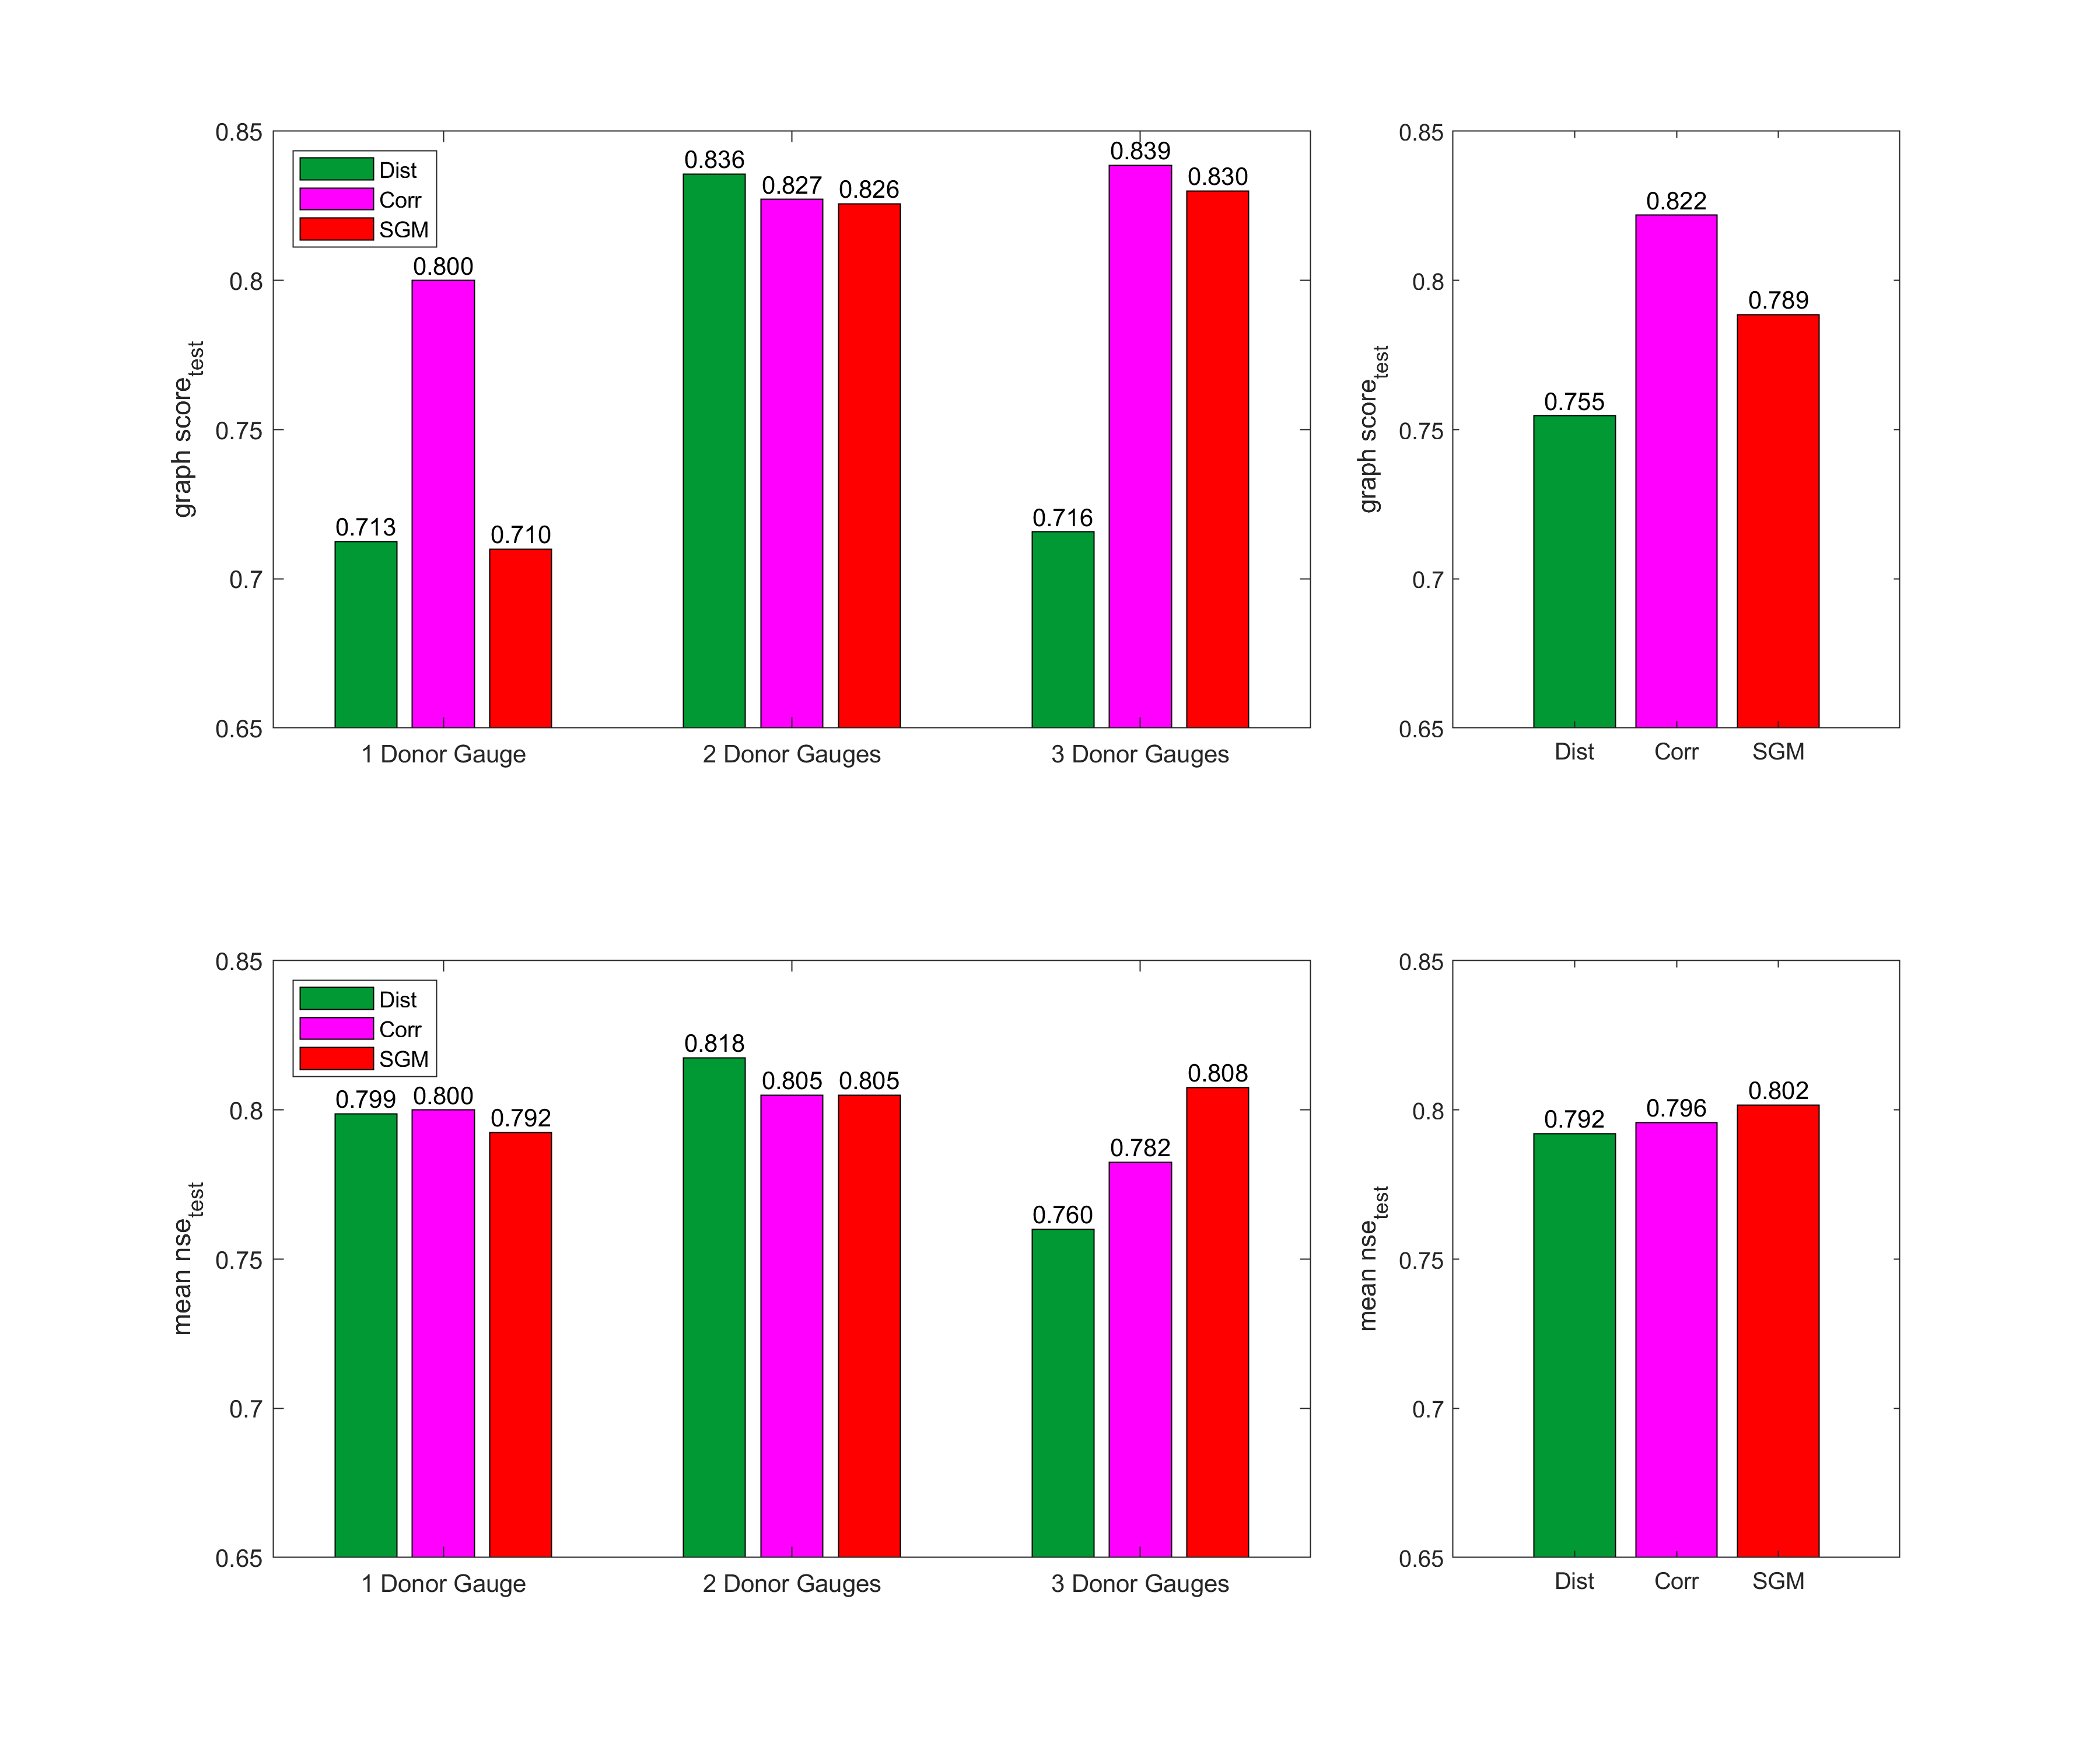 0.85
0.8
0.75
0.7
0.65
graph score_test
Dist
Corr
SGM
0.713
0.800
0.710
0.836
0.827
0.826
0.716
0.839
0.830
1 Donor Gauge
2 Donor Gauges
3 Donor Gauges
0.85
0.8
0.75
0.7
0.65
graph score_test
0.755
0.822
0.789
Dist
Corr
SGM
0.85
0.8
0.75
0.7
0.65
mean nse_test
Dist
Corr
SGM
0.799
0.800
0.792
0.818
0.805
0.805
0.760
0.782
0.808
1 Donor Gauge
2 Donor Gauges
3 Donor Gauges
0.85
0.8
0.75
0.7
0.65
mean nse_test
0.792
0.796
0.802
Dist
Corr
SGM